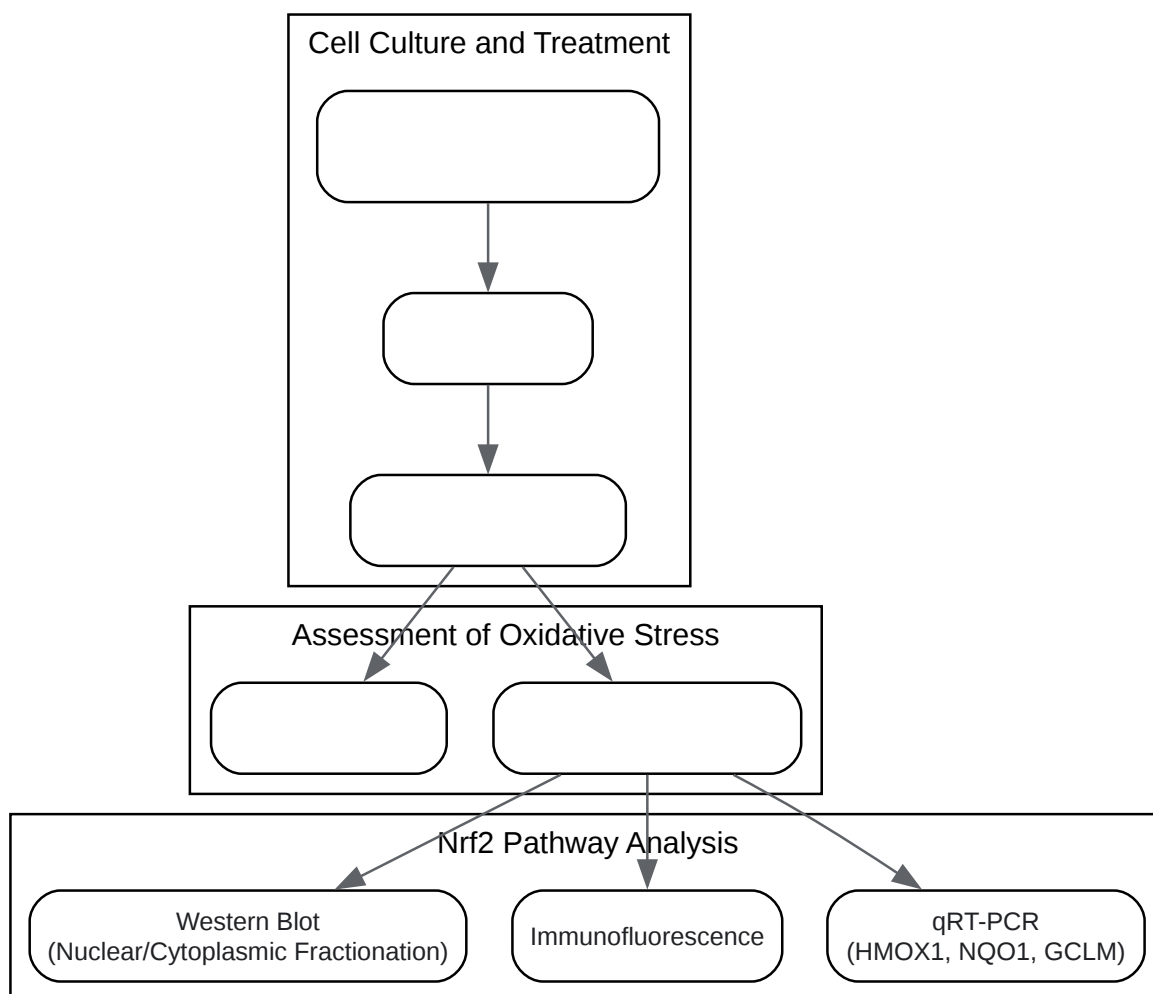 Cell Culture and Treatment
Assessment of Oxidative Stress
Nrf2 Pathway Analysis
Western Blot
(Nuclear/Cytoplasmic Fractionation)
Immunofluorescence
qRT-PCR
(HMOX1, NQO1, GCLM)